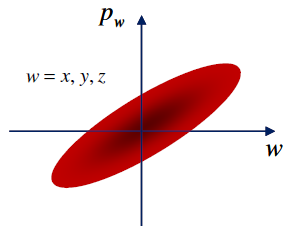 p_w
w = x, y, z
w